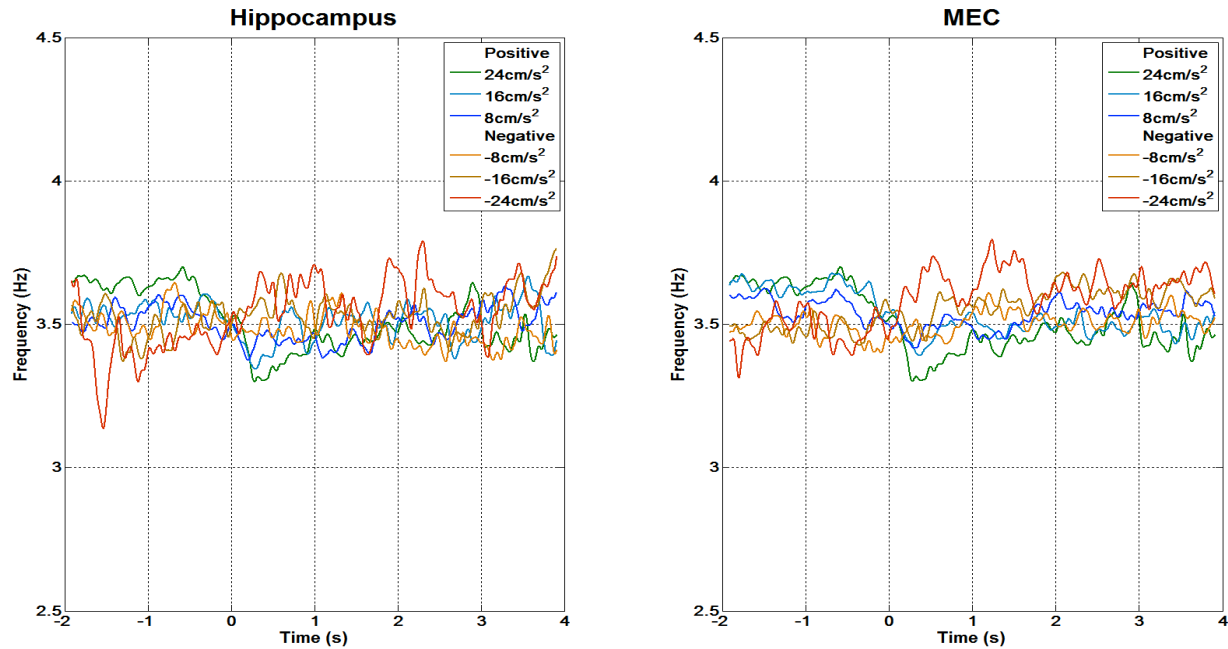 Hippocampus
4.5
4
3.5
3
2.5
Frequency (Hz)
-2
-1
0
1
2
3
4
Time (s)
Positive
24cm/s²
16cm/s²
8cm/s²
Negative
-8cm/s²
-16cm/s²
-24cm/s²
MEC
4.5
4
3.5
3
2.5
Frequency (Hz)
-2
-1
0
1
2
3
4
Time (s)
Positive
24cm/s²
16cm/s²
8cm/s²
Negative
-8cm/s²
-16cm/s²
-24cm/s²